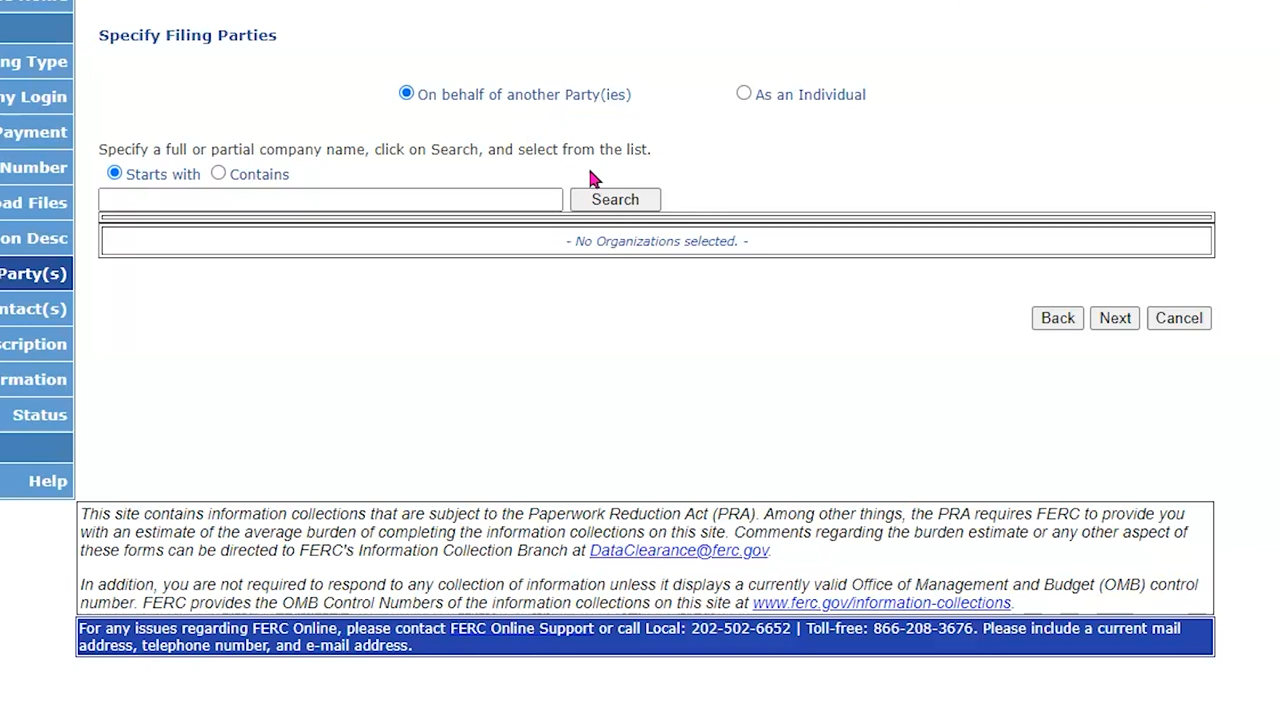 Specify Filing Parties
ng Type
On behalf of another Party(ies) As an Individual
ny Login
Payment
Specify a full or partial company name, click on Search, and select from the list.
Number
Starts with Contains
ad Files
Search
on Desc
- No Organizations selected. -
Party(s)
ntact(s)
Back Next Cancel
scription
rmation
Status
Help
This site contains information collections that are subject to the Paperwork Reduction Act (PRA). Among other things, the PRA requires FERC to provide you
with an estimate of the average burden of completing the information collections on this site. Comments regarding the burden estimate or any other aspect of
these forms can be directed to FERC's Information Collection Branch at DataClearance@ferc.gov.
In addition, you are not required to respond to any collection of information unless it displays a currently valid Office of Management and Budget (OMB) control
number. FERC provides the OMB Control Numbers of the information collections on this site at www.ferc.gov/information-collections.
For any issues regarding FERC Online, please contact FERC Online Support or call Local: 202-502-6652 | Toll-free: 866-208-3676. Please include a current mail
address, telephone number, and e-mail address.